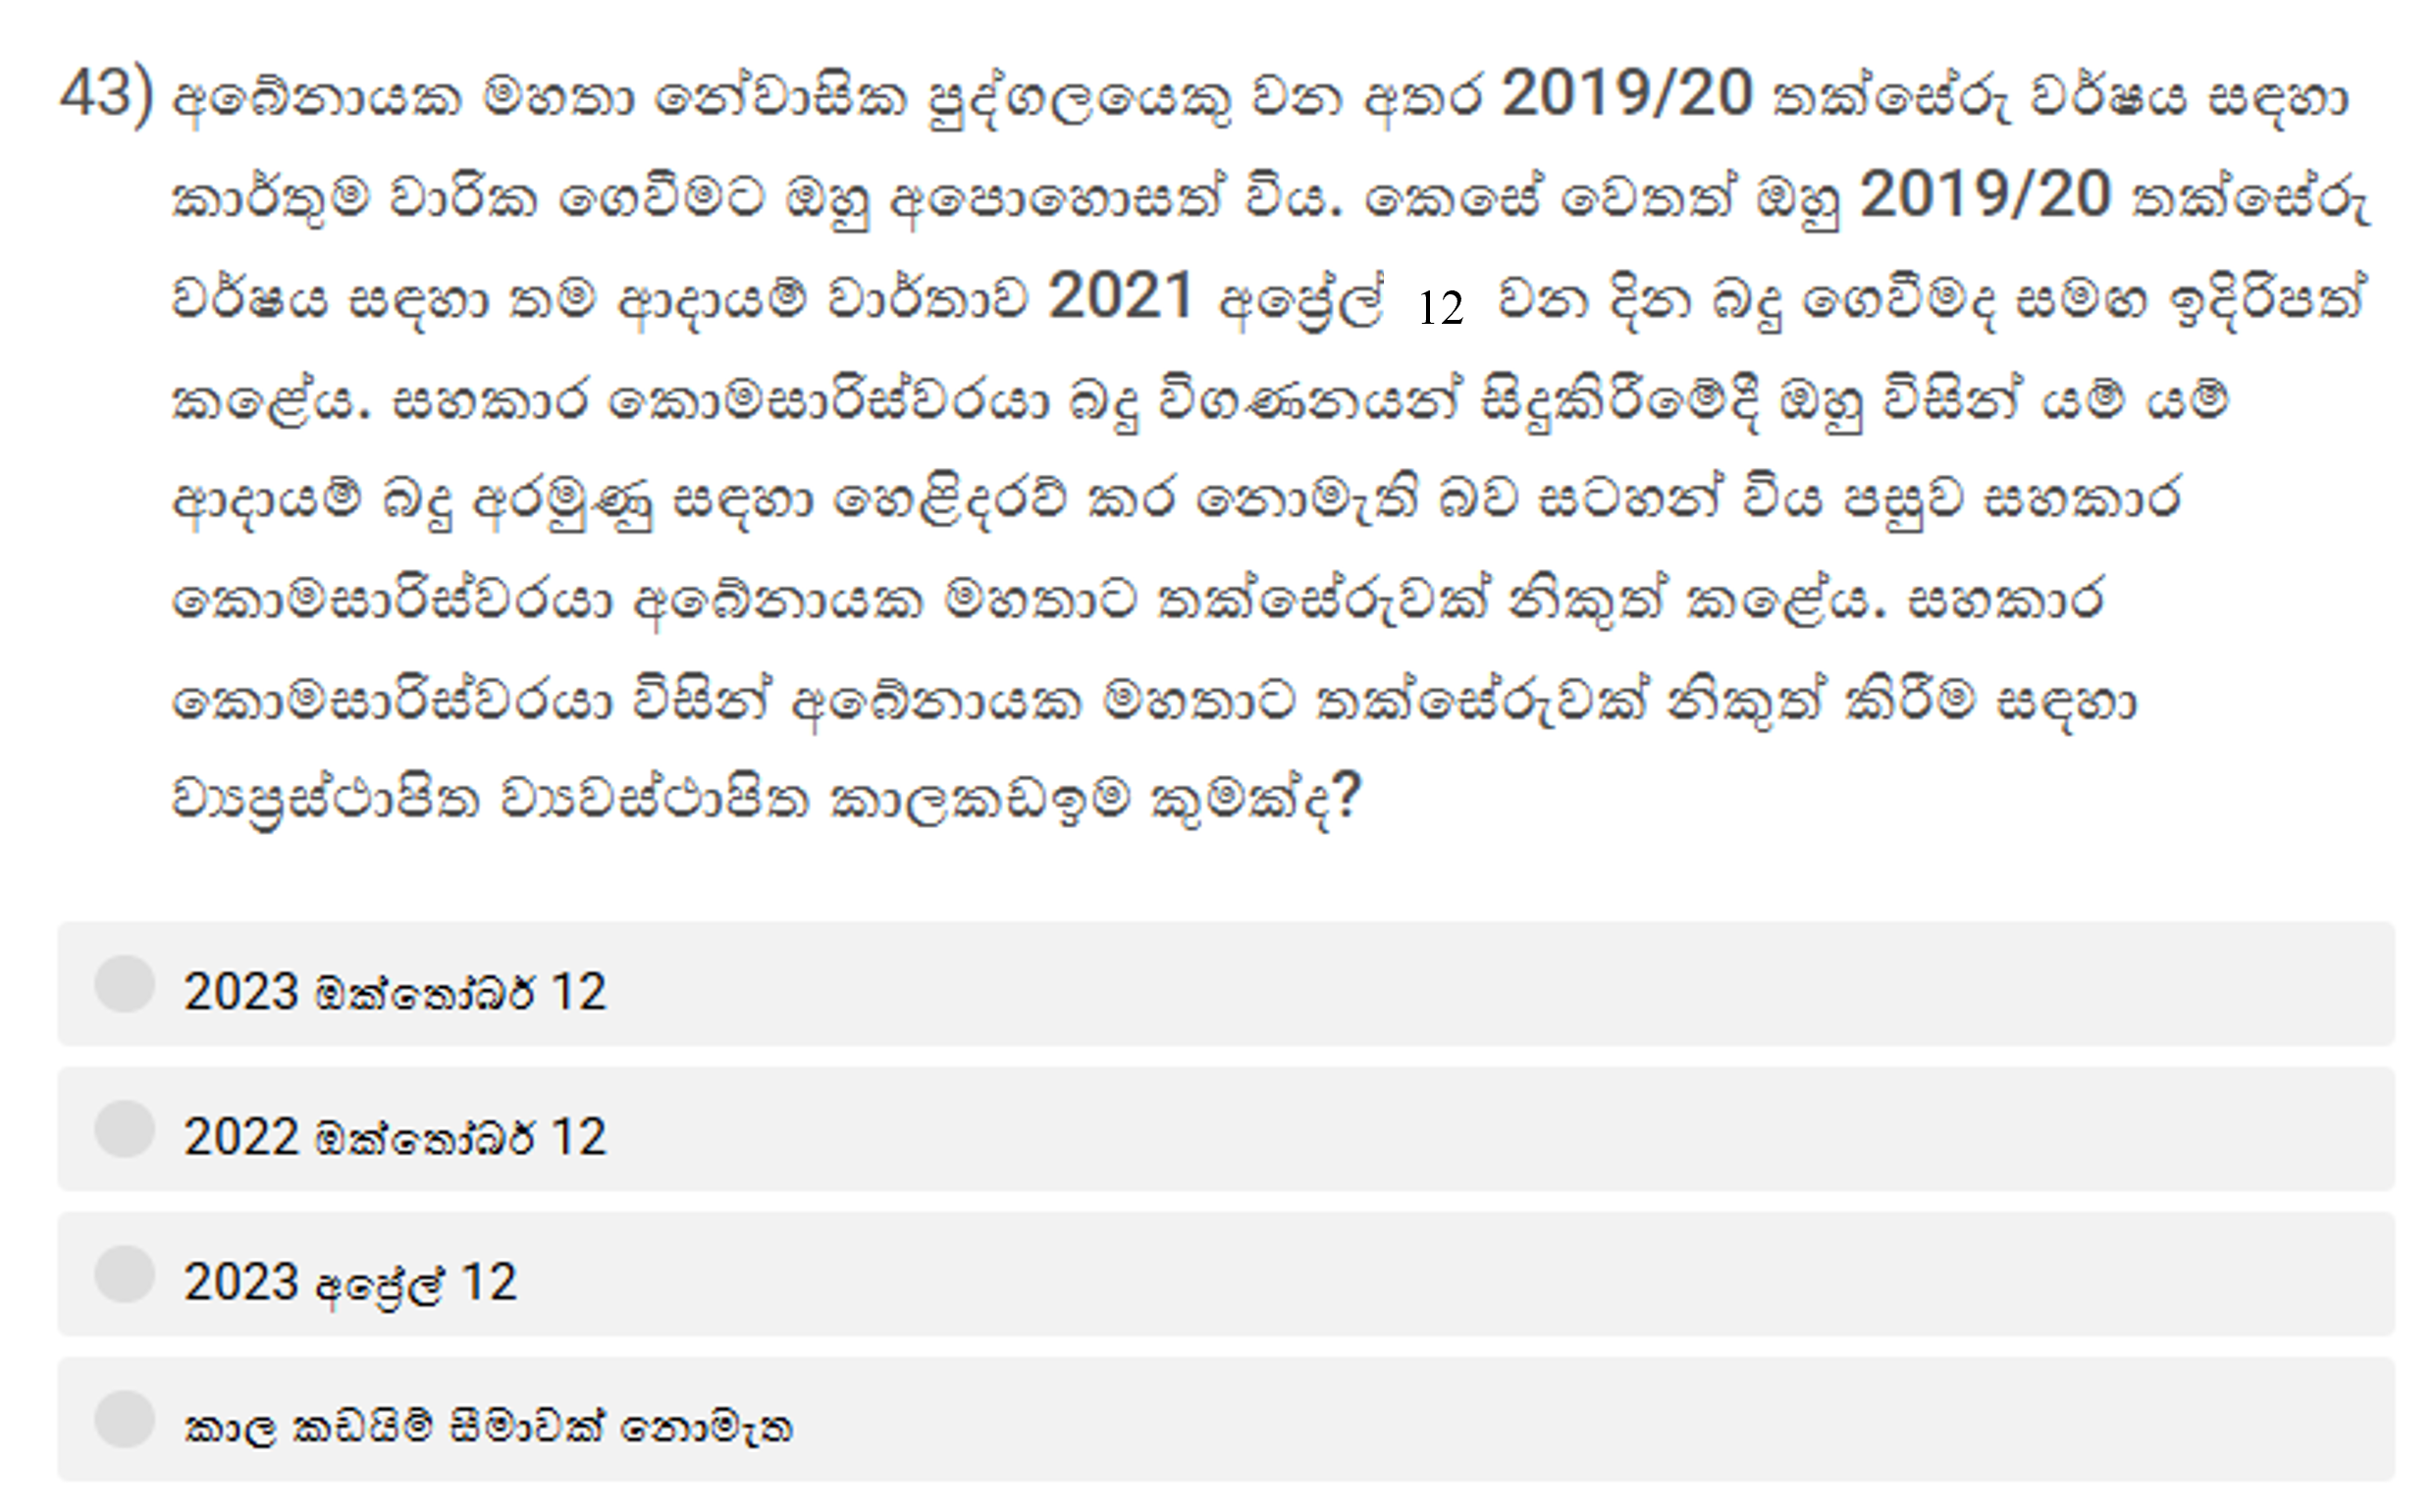 43) අබේනායක මහතා නේවාසික පුද්ගලයෙකු වන අතර 2019/20 තක්සේරු වර්ෂය සඳහා
කාර්තුම වාරික ගෙවීමට ඔහු අපොහොසත් විය. කෙසේ වෙතත් ඔහු 2019/20 තක්සේරු
වර්ෂය සඳහා තම ආදායම් වාර්තාව 2021 අප්‍රේල් 12 වන දින බදු ගෙවීමද සමඟ ඉදිරිපත්
කළේය. සහකාර කොමසාරිස්වරයා බදු විගණනයන් සිදුකිරීමේදී ඔහු විසින් යම් යම්
ආදායම් බදු අරමුණු සඳහා හෙළිදරව් කර නොමැති බව සටහන් විය පසුව සහකාර
කොමසාරිස්වරයා අබේනායක මහතාට තක්සේරුවක් නිකුත් කළේය. සහකාර
කොමසාරිස්වරයා විසින් අබේනායක මහතාට තක්සේරුවක් නිකුත් කිරීම සඳහා
ව්‍යප්‍රස්ථාපිත ව්‍යවස්ථාපිත කාලකඩඉම කුමක්ද?
2023 ඔක්තෝබර් 12
2022 ඔක්තෝබර් 12
2023 අප්‍රේල් 12
කාල කඩයිම් සීමාවක් නොමැත